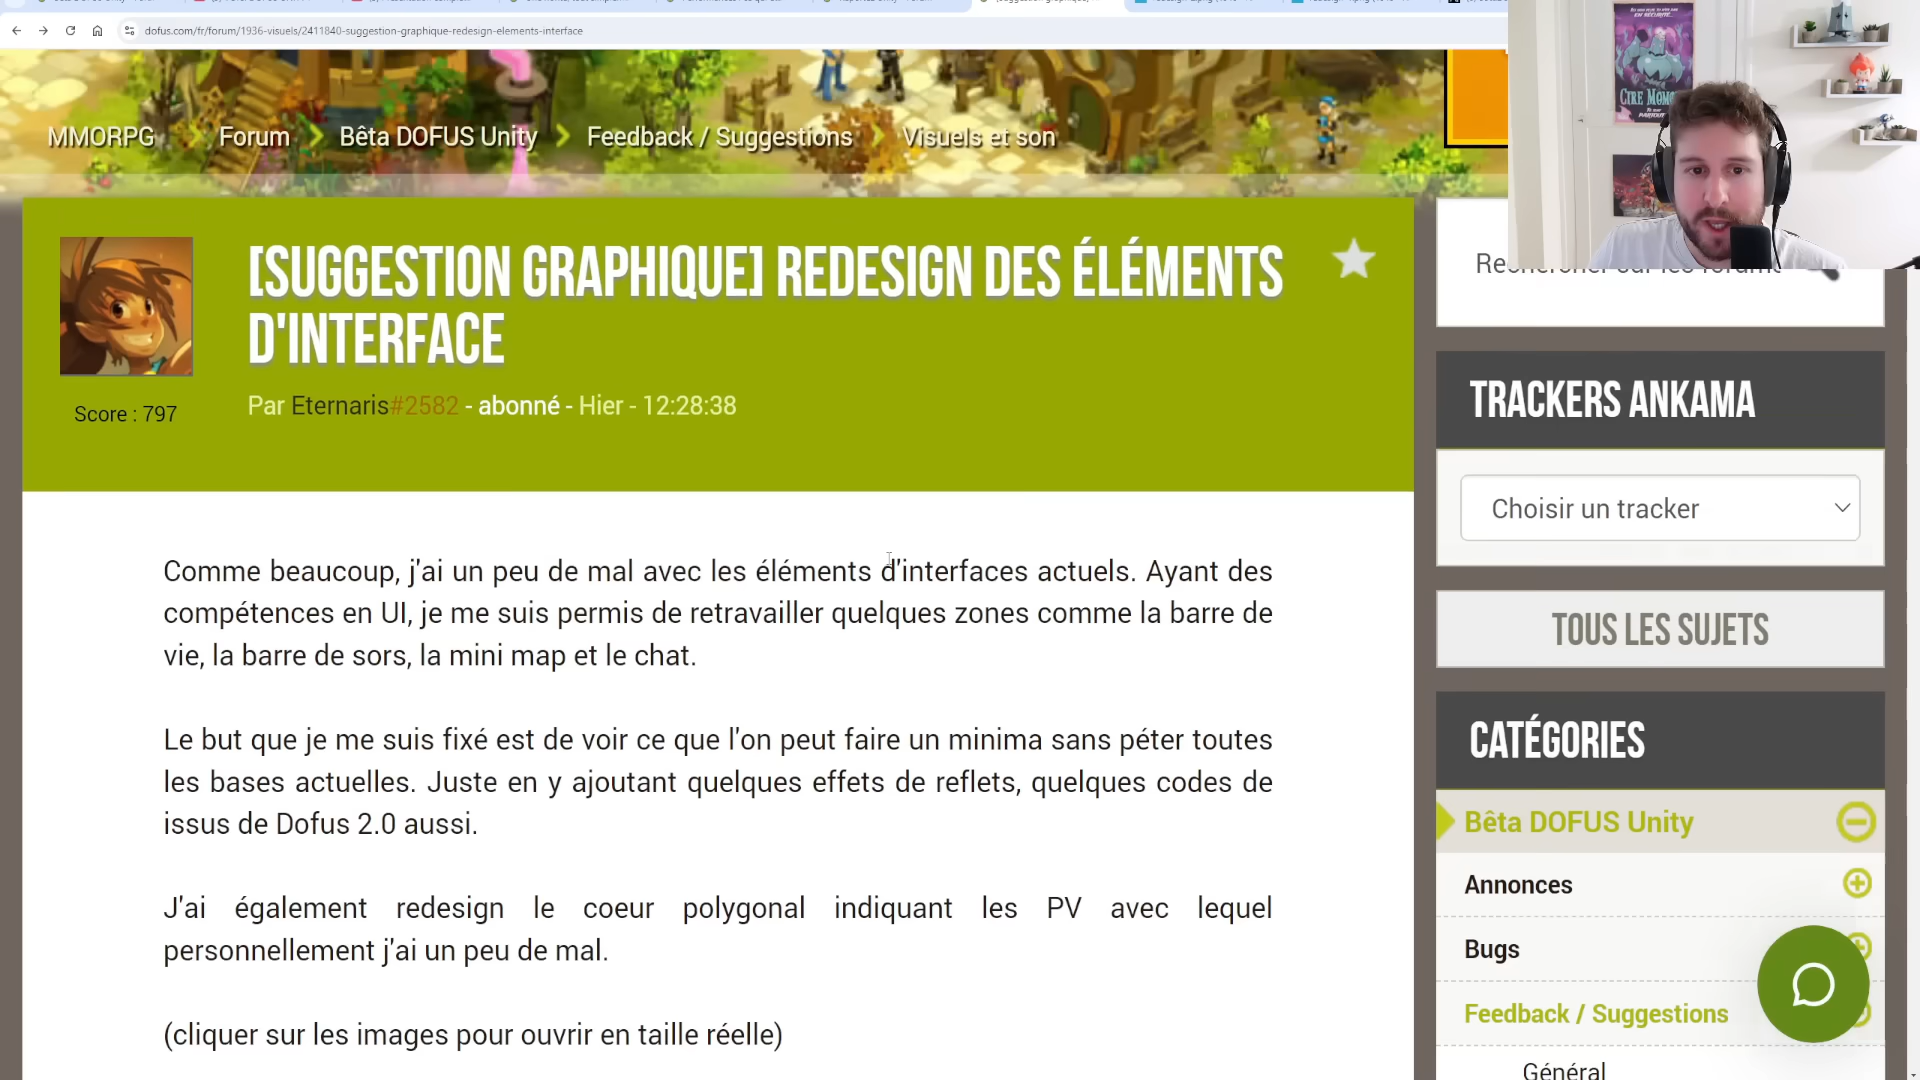 dofus.com/fr/forum/1936-visuels/2411840-suggestion-graphique-redesign-elements-interface
MMORPG Forum Bêta DOFUS Unity Feedback / Suggestions Visuels et son
[SUGGESTION GRAPHIQUE] REDESIGN DES ÉLÉMENTS
D'INTERFACE
Par Eternaris#2582 - abonné - Hier - 12:28:38
Score : 797
Comme beaucoup, j'ai un peu de mal avec les éléments d'interfaces actuels. Ayant des
compétences en UI, je me suis permis de retravailler quelques zones comme la barre de
vie, la barre de sors, la mini map et le chat.
Le but que je me suis fixé est de voir ce que l'on peut faire un minima sans péter toutes
les bases actuelles. Juste en y ajoutant quelques effets de reflets, quelques codes de
issus de Dofus 2.0 aussi.
J'ai également redesign le coeur polygonal indiquant les PV avec lequel
personnellement j'ai un peu de mal.
(cliquer sur les images pour ouvrir en taille réelle)
TRACKERS ANKAMA
Choisir un tracker
TOUS LES SUJETS
CATÉGORIES
Bêta DOFUS Unity
Annonces
Bugs
Feedback / Suggestions
Général